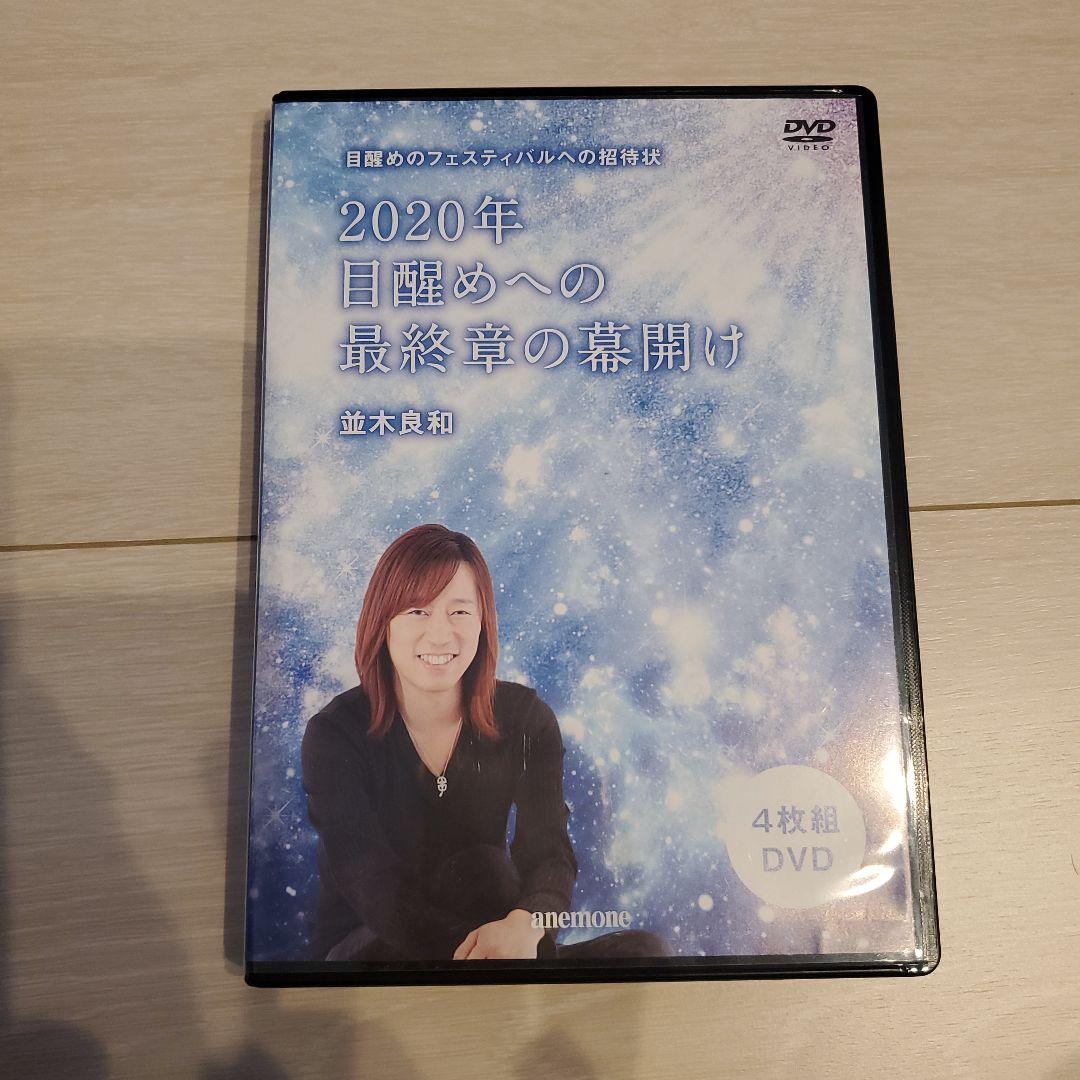 DVD
VIDEO
目醒めのフェスティバルへの招待状
2020年
目醒めへの
最終章の幕開け
並木良和
4枚組
DVD
anemone